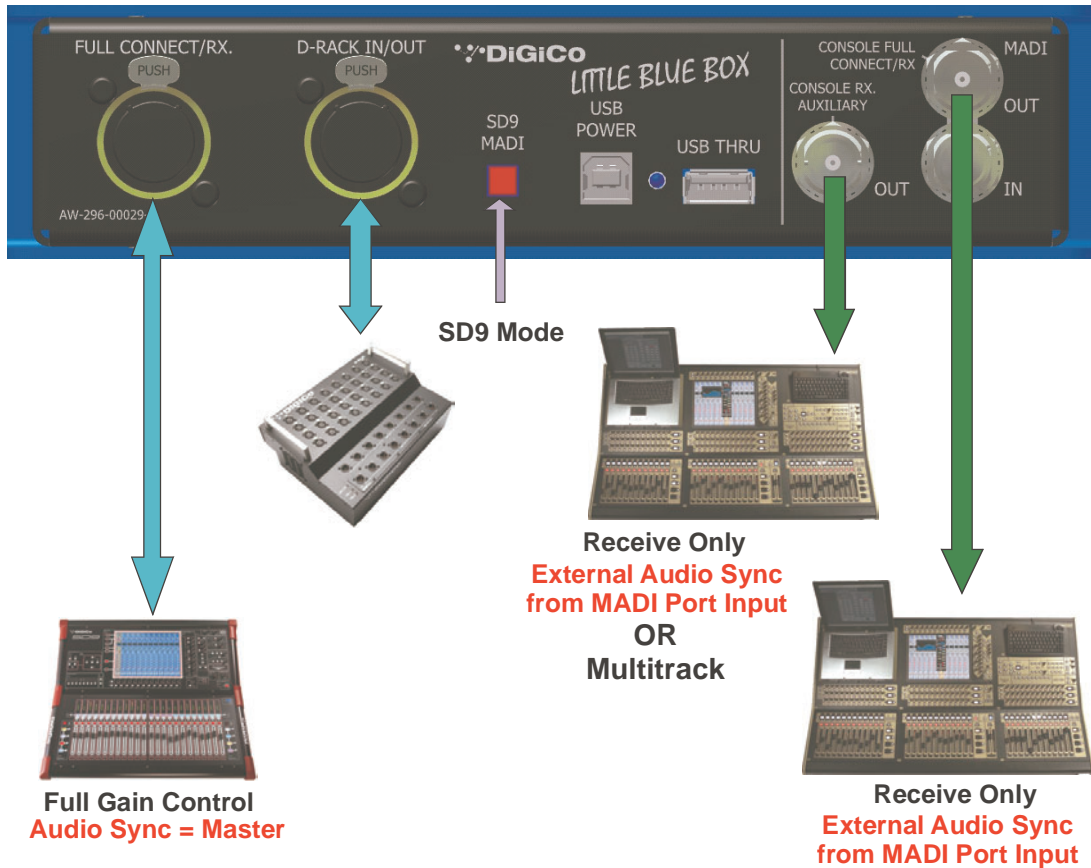 FULL CONNECT/RX.
PUSH
D-RACK IN/OUT
PUSH
DiGiCo
LITTLE BLUE BOX
SD9
MADI
USB
POWER
USB THRU
CONSOLE FULL
CONNECT/RX
CONSOLE RX.
AUXILIARY
OUT
MADI
OUT
IN
AW-296-00029-
SD9 Mode
DiGiCo
Receive Only
External Audio Sync
from MADI Port Input
OR
Multitrack
Full Gain Control
Audio Sync = Master
Receive Only
External Audio Sync
from MADI Port Input